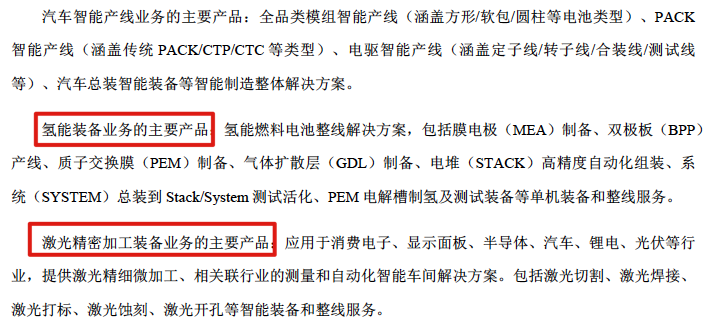 汽车智能产线业务的主要产品：全品类模组智能产线（涵盖方形/软包/圆柱等电池类型）、PACK
智能产线（涵盖传统 PACK/CTP/CTC 等类型）、电驱智能产线（涵盖定子线/转子线/合装线/测试线
等）、汽车总装智能装备等智能制造整体解决方案。
氢能装备业务的主要产品：氢能燃料电池整线解决方案，包括膜电极（MEA）制备、双极板（BPP）
产线、质子交换膜（PEM）制备、气体扩散层（GDL）制备、电堆（STACK）高精度自动化组装、系
统（SYSTEM）总装到 Stack/System 测试活化、PEM 电解槽制氢及测试装备等单机装备和整线服务。
激光精密加工装备业务的主要产品：应用于消费电子、显示面板、半导体、汽车、锂电、光伏等行
业，提供激光精细微加工、相关联行业的测量和自动化智能车间解决方案。包括激光切割、激光焊接、
激光打标、激光蚀刻、激光开孔等智能装备和整线服务。